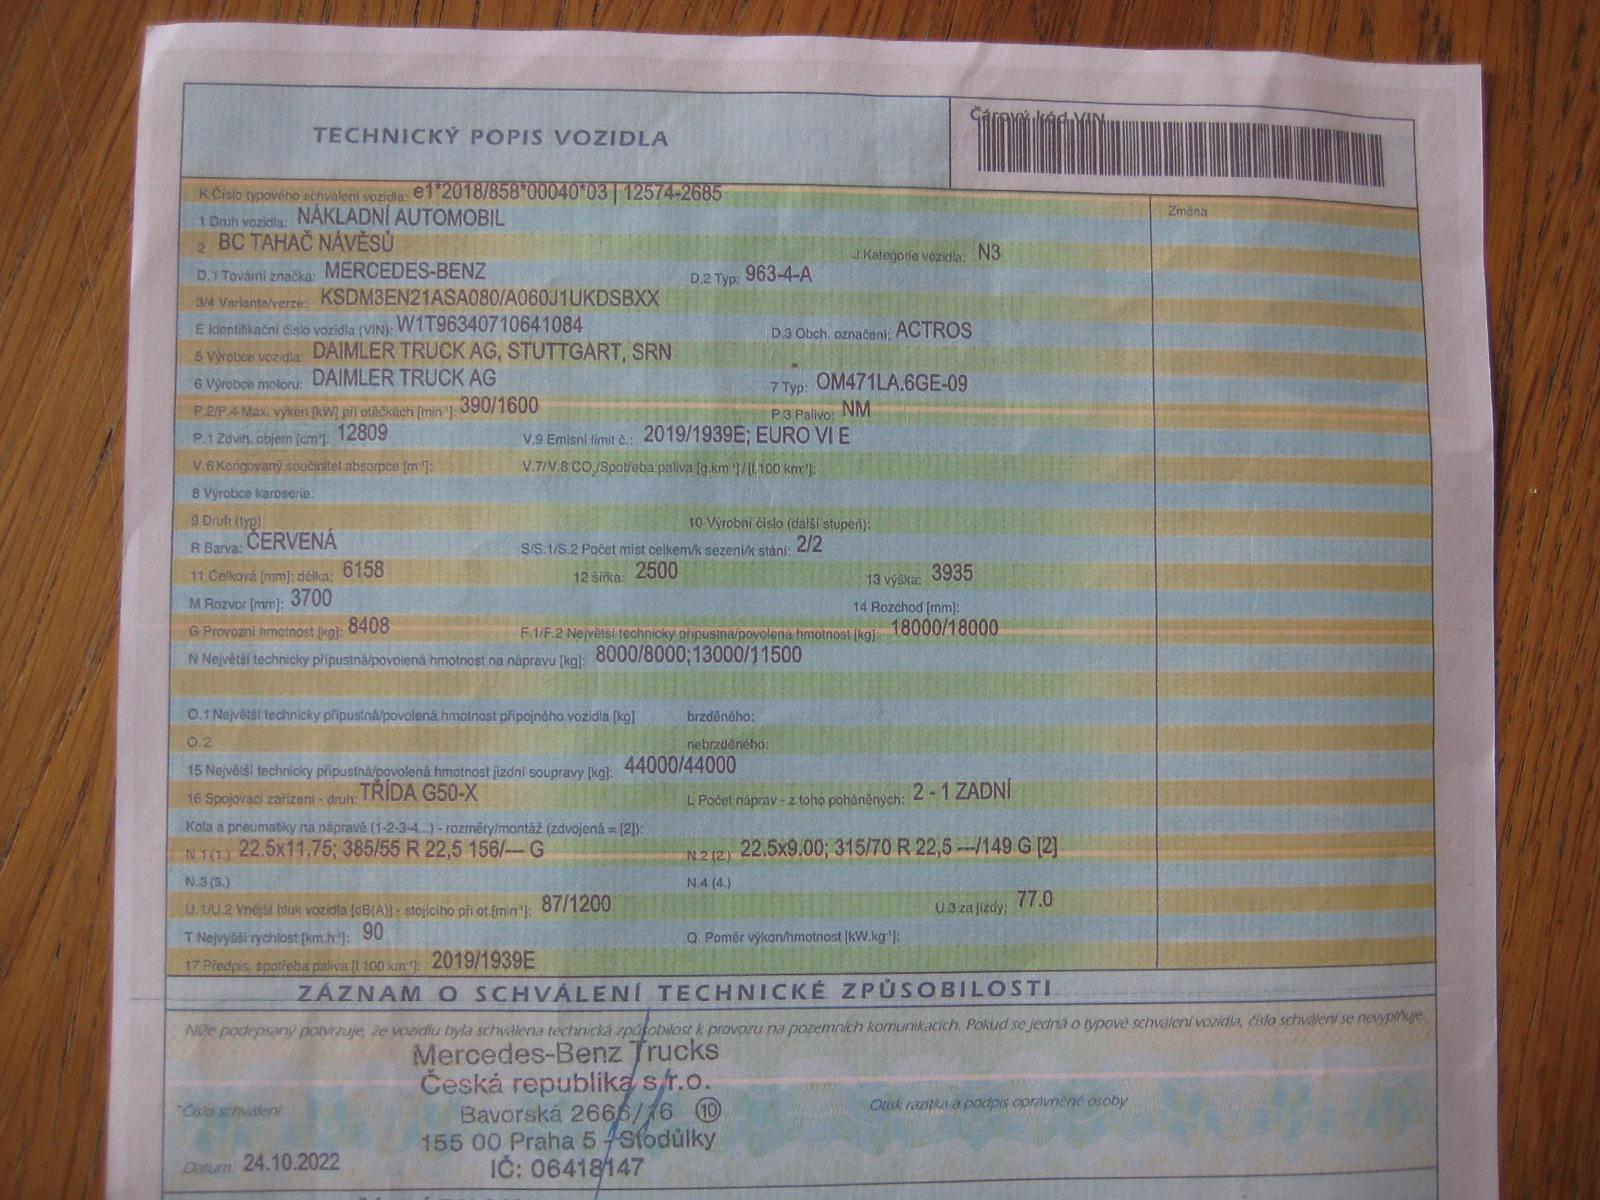 TECHNICKÝ POPIS VOZIDLA
Čárový kód VIN
K Číslo typového schválení vozidla: e1*2018/858*00040*03 | 12574-2685
Změna
1 Druh vozidla: NÁKLADNÍ AUTOMOBIL
2 BC TAHAČ NÁVĚSŮ J Kategorie vozidla: N3
D.1 Tovární značka: MERCEDES-BENZ D.2 Typ: 963-4-A
3/4 Varianta/verze: KSDM3EN21ASA080/A060J1UKDSBXX
E Identifikační číslo vozidla (VIN): W1T96340710641084 D.3 Obch. označení: ACTROS
5 Výrobce vozidla: DAIMLER TRUCK AG, STUTTGART, SRN
6 Výrobce motoru: DAIMLER TRUCK AG 7 Typ: OM471LA.6GE-09
P.2/P.4 Max. výkon [kW] při otáčkách [min⁻¹]: 390/1600 P.3 Palivo: NM
P.1 Zdvih. objem [cm³]: 12809 V.9 Emisní limit č.: 2019/1939E; EURO VI E
V.6 Korigovaný součinitel absorpce [m⁻¹]: V.7/V.8 CO₂/Spotřeba paliva [g.km⁻¹]/[l.100 km⁻¹]:
8 Výrobce karoserie:
9 Druh (typ): 10 Výrobní číslo (další stupeň):
R Barva: ČERVENÁ S/S.1/S.2 Počet míst celkem/k sezení/k stání: 2/2
11 Celková [mm]: délka: 6158 12 šířka: 2500 13 výška: 3935
M Rozvor [mm]: 3700 14 Rozchod [mm]:
G Provozní hmotnost [kg]: 8408 F.1/F.2 Největší technicky přípustná/povolená hmotnost [kg]: 18000/18000
N Největší technicky přípustná/povolená hmotnost na nápravu [kg]: 8000/8000;13000/11500
O.1 Největší technicky přípustná/povolená hmotnost přípojného vozidla [kg] brzděného:
O.2 nebrzděného:
15 Největší technicky přípustná/povolená hmotnost jízdní soupravy [kg]: 44000/44000
16 Spojovací zařízení - druh: TŘÍDA G50-X L Počet náprav - z toho poháněných: 2 - 1 ZADNÍ
Kola a pneumatiky na nápravě (1-2-3-4...) - rozměry/montáž (zdvojená = [2]):
N.1 (1.) 22.5x11.75; 385/55 R 22,5 156/--- G N.2 (2.) 22.5x9.00; 315/70 R 22,5 ---/149 G [2]
N.3 (3.) N.4 (4.)
U.1/U.2 Vnější hluk vozidla [dB(A)] - stojícího při ot.[min⁻¹]: 87/1200 U.3 za jízdy: 77.0
T Nejvyšší rychlost [km.h⁻¹]: 90 Q. Poměr výkon/hmotnost [kW.kg⁻¹]:
17 Předpis, spotřeba paliva [l.100 km⁻¹]: 2019/1939E
ZÁZNAM O SCHVÁLENÍ TECHNICKÉ ZPŮSOBILOSTI
Níže podepsaný potvrzuje, že vozidlu byla schválena technická způsobilost k provozu na pozemních komunikacích. Pokud se jedná o typové schválení vozidla, číslo schválení se nevyplňuje.
Mercedes-Benz Trucks
Česká republika s.r.o.
Bavorská 2666/16 10
*Číslo schválení: Otisk razítka a podpis oprávněné osoby
155 00 Praha 5 - Stodůlky
Datum: 24.10.2022 IČ: 06418147